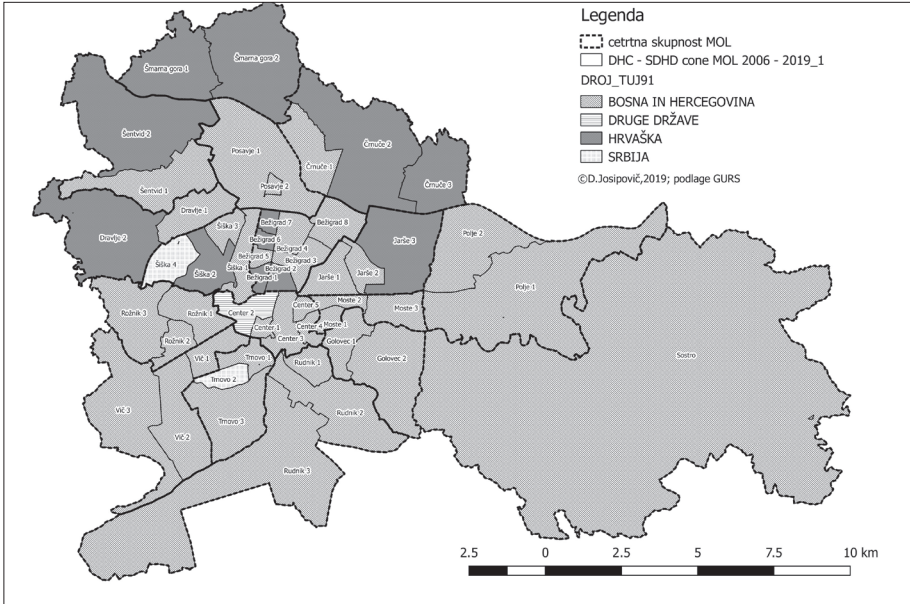 Legenda
cetrtna skupnost MOL
DHC - SDHD cone MOL 2006 - 2019_1
DROJ_TUJ91
BOSNA IN HERCEGOVINA
DRUGE DRŽAVE
HRVAŠKA
SRBIJA
©D.Josipovič,2019; podlage GURS
Šmarna gora 2
Šmarna gora 1
Šentvid 2
Črnuče 2
Posavje 1
Črnuče 1
Črnuče 3
Posavje 2
Šentvid 1
Dravlje 1
Bežigrad 7
Bežigrad 8
Šiška 3
Polje 2
Dravlje 2
Bežigrad 6
Jarše 3
Bežigrad 4
Bežigrad 5
Bežigrad 3
Šiška 4
Šiška 1
Bežigrad 2
Šiška 2
Jarše 2
Bežigrad 1
Jarše 1
Polje 1
Moste 2
Center 5
Rožnik 3
Rožnik 1
Center 2
Moste 3
Center 1
Center 4
Moste 1
Center 3
Rožnik 2
Golovec 1
Sostro
Vič 1
Trnovo 1
Golovec 2
Rudnik 1
Trnovo 2
Vič 3
Rudnik 2
Trnovo 3
Vič 2
Rudnik 3
2.5 0 2.5 5 7.5 10 km